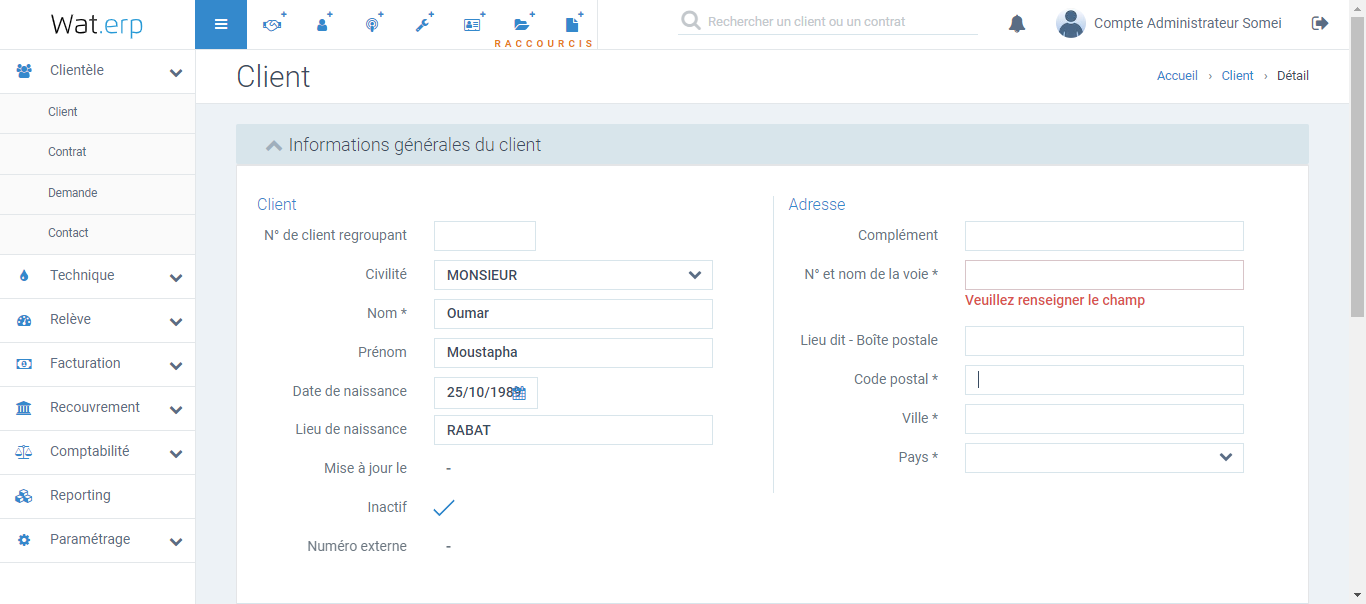 Wat.erp
RACCOURCIS
Rechercher un client ou un contrat
Compte Administrateur Somei
Clientèle
Client
Contrat
Demande
Contact
Technique
Relève
Facturation
Recouvrement
Comptabilité
Reporting
Paramétrage
Client
Accueil › Client › Détail
Informations générales du client
Client
N° de client regroupant
Civilité MONSIEUR
Nom * Oumar
Prénom Moustapha
Date de naissance 25/10/1989
Lieu de naissance RABAT
Mise à jour le -
Inactif
Numéro externe -
Adresse
Complément
N° et nom de la voie *
Veuillez renseigner le champ
Lieu dit - Boîte postale
Code postal *
Ville *
Pays *